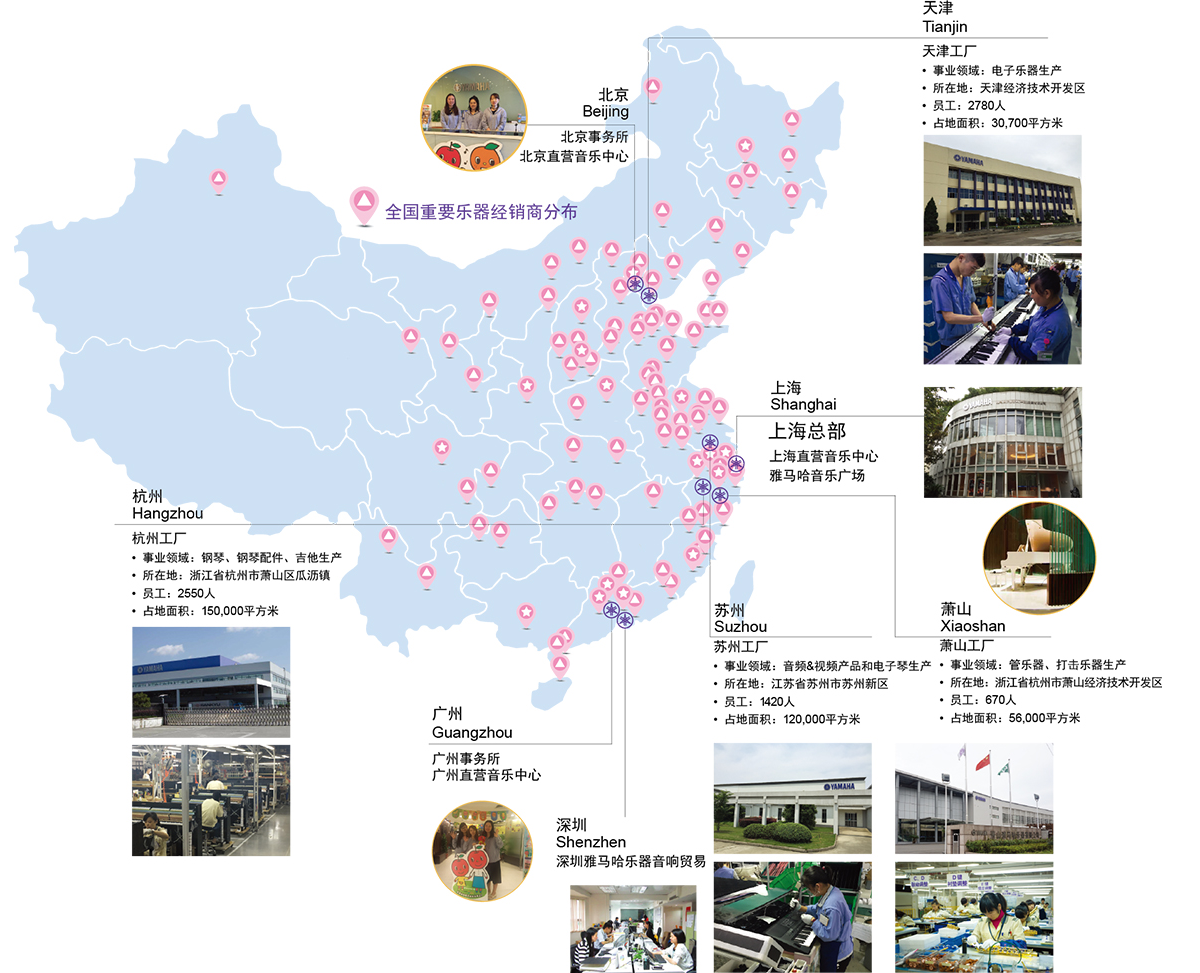 天津
Tianjin
天津工厂
• 事业领域：电子乐器生产
• 所在地：天津经济技术开发区
• 员工：2780人
• 占地面积：30,700平方米
YAMAHA
北京
Beijing
北京事务所
北京直营音乐中心
全国重要乐器经销商分布
上海
Shanghai
上海总部
上海直营音乐中心
雅马哈音乐广场
YAMAHA
杭州
Hangzhou
杭州工厂
• 事业领域：钢琴、钢琴配件、吉他生产
• 所在地：浙江省杭州市萧山区瓜沥镇
• 员工：2550人
• 占地面积：150,000平方米
YAMAHA
苏州
Suzhou
苏州工厂
• 事业领域：音频&视频产品和电子琴生产
• 所在地：江苏省苏州市苏州新区
• 员工：1420人
• 占地面积：120,000平方米
YAMAHA
萧山
Xiaoshan
萧山工厂
• 事业领域：管乐器、打击乐器生产
• 所在地：浙江省杭州市萧山经济技术开发区
• 员工：670人
• 占地面积：56,000平方米
YAMAHA
广州
Guangzhou
广州事务所
广州直营音乐中心
深圳
Shenzhen
深圳雅马哈乐器音响贸易